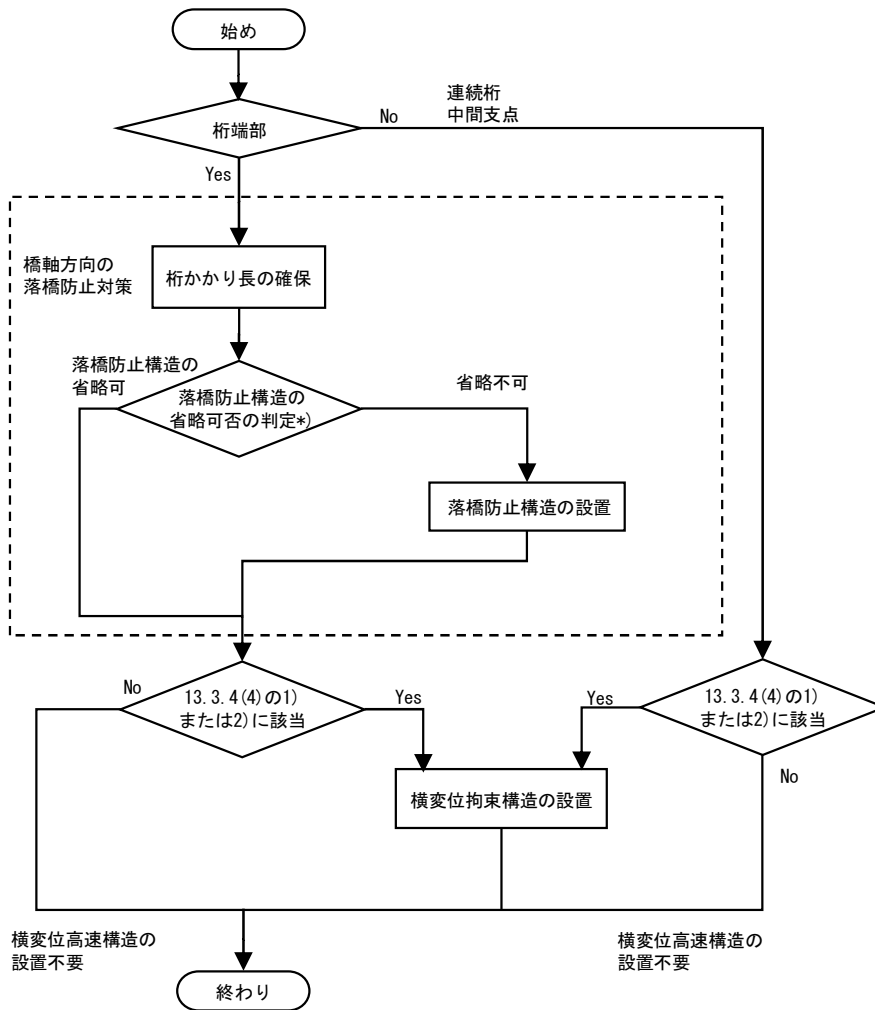 始め
連続桁
中間支点
No
桁端部
Yes
橋軸方向の
落橋防止対策
桁かかり長の確保
落橋防止構造の
省略可
省略不可
落橋防止構造の
省略可否の判定*)
落橋防止構造の設置
No
13.3.4(4)の1)
または2)に該当
Yes
Yes
13.3.4(4)の1)
または2)に該当
No
横変位拘束構造の設置
横変位高速構造の
設置不要
横変位高速構造の
設置不要
終わり